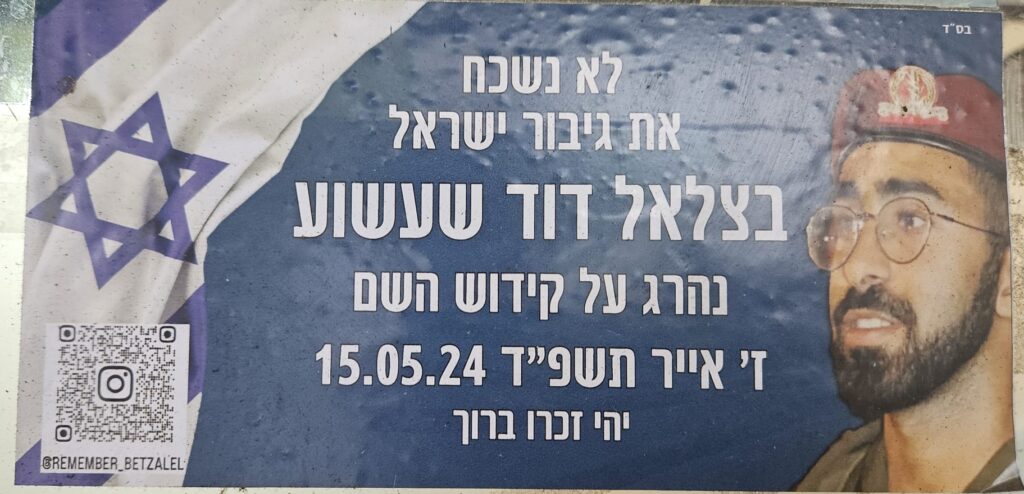 בס״ד
לא נשכח
את גיבור ישראל
בצלאל דוד שעשוע
נהרג על קידוש השם
ז׳ אייר תשפ״ד 15.05.24
יהי זכרו ברוך
@REMEMBER_BETZALEL